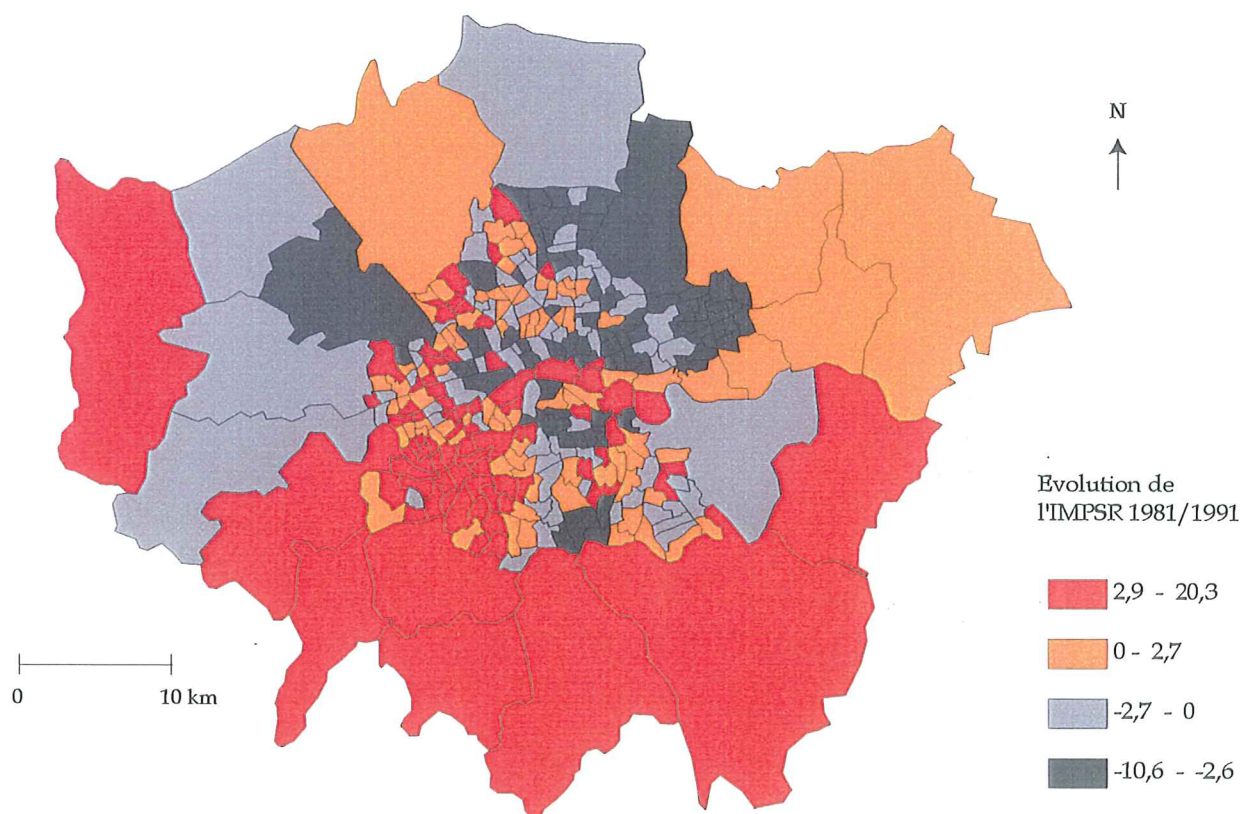 N
Evolution de
l'IMPSR 1981/1991
2,9 - 20,3
0 - 2,7
-2,7 - 0
-10,6 - -2,6
0 10 km